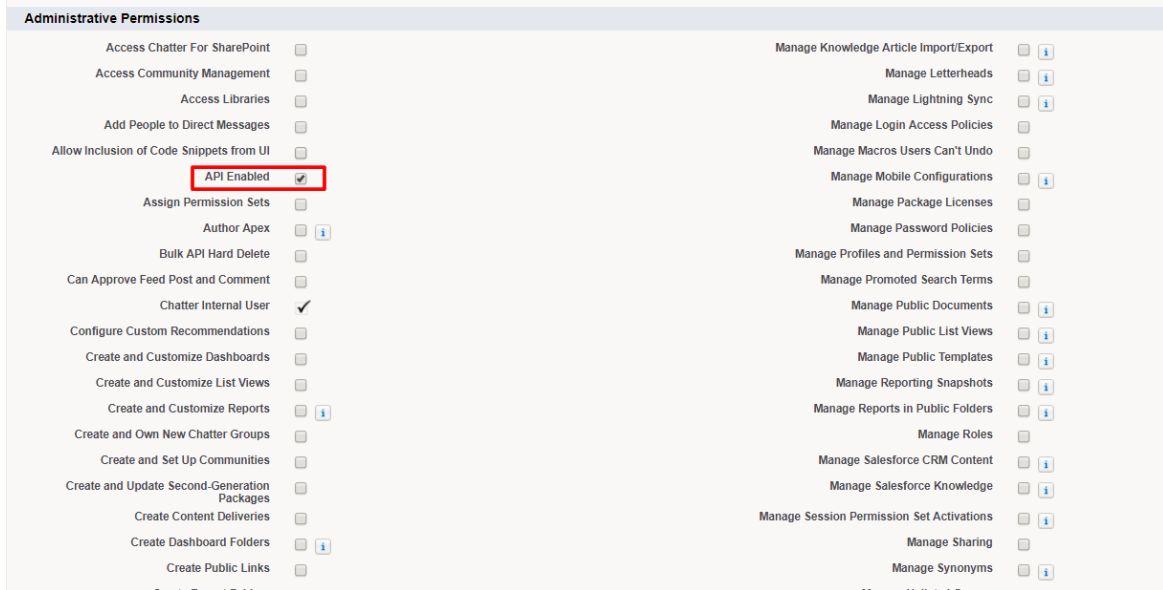 Administrative Permissions
Access Chatter For SharePoint
Access Community Management
Access Libraries
Add People to Direct Messages
Allow Inclusion of Code Snippets from UI
API Enabled
Assign Permission Sets
Author Apex
Bulk API Hard Delete
Can Approve Feed Post and Comment
Chatter Internal User
Configure Custom Recommendations
Create and Customize Dashboards
Create and Customize List Views
Create and Customize Reports
Create and Own New Chatter Groups
Create and Set Up Communities
Create and Update Second-Generation
Packages
Create Content Deliveries
Create Dashboard Folders
Create Public Links
Manage Knowledge Article Import/Export
Manage Letterheads
Manage Lightning Sync
Manage Login Access Policies
Manage Macros Users Can't Undo
Manage Mobile Configurations
Manage Package Licenses
Manage Password Policies
Manage Profiles and Permission Sets
Manage Promoted Search Terms
Manage Public Documents
Manage Public List Views
Manage Public Templates
Manage Reporting Snapshots
Manage Reports in Public Folders
Manage Roles
Manage Salesforce CRM Content
Manage Salesforce Knowledge
Manage Session Permission Set Activations
Manage Sharing
Manage Synonyms